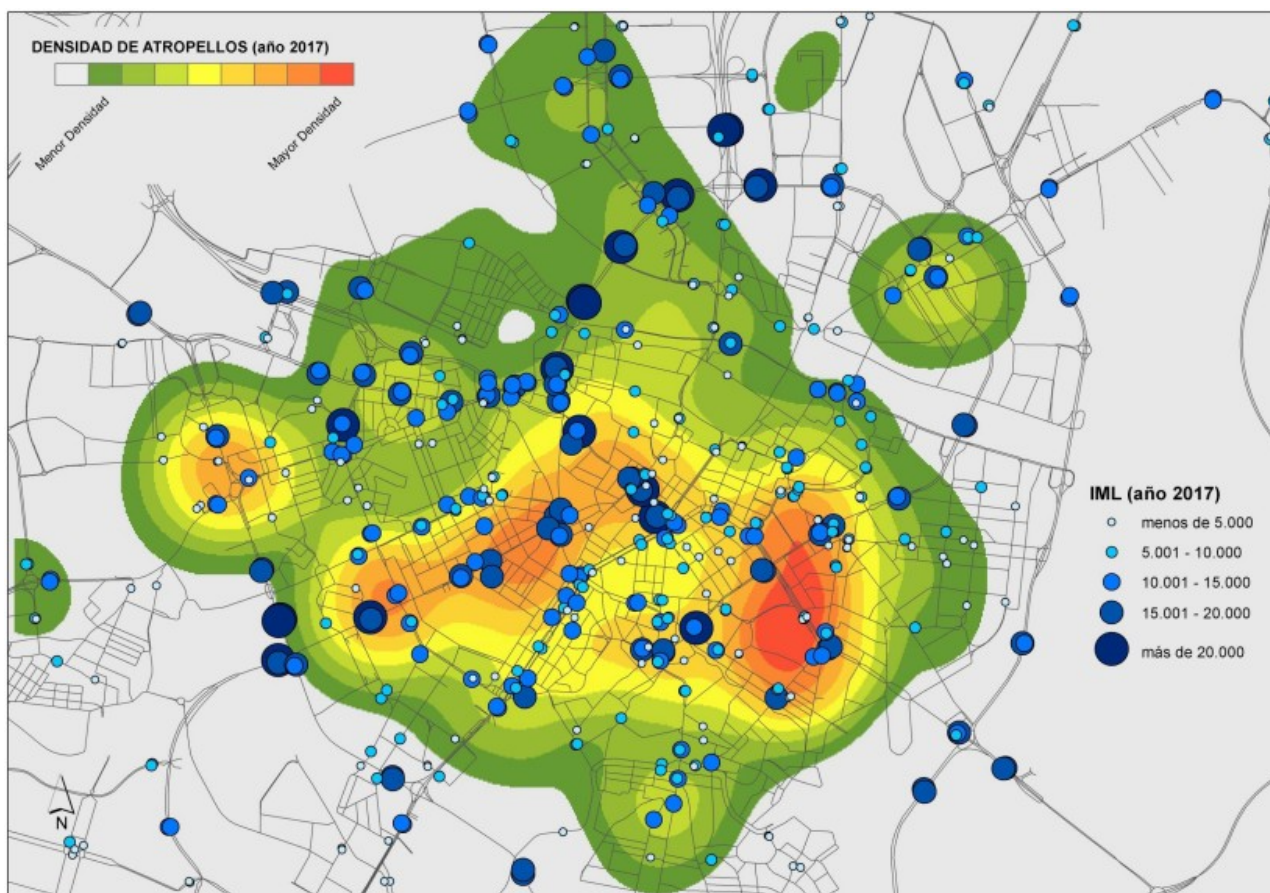 DENSIDAD DE ATROPELLOS (año 2017)
Menor Densidad
Mayor Densidad
IML (año 2017)
menos de 5.000
5.001 - 10.000
10.001 - 15.000
15.001 - 20.000
más de 20.000
N